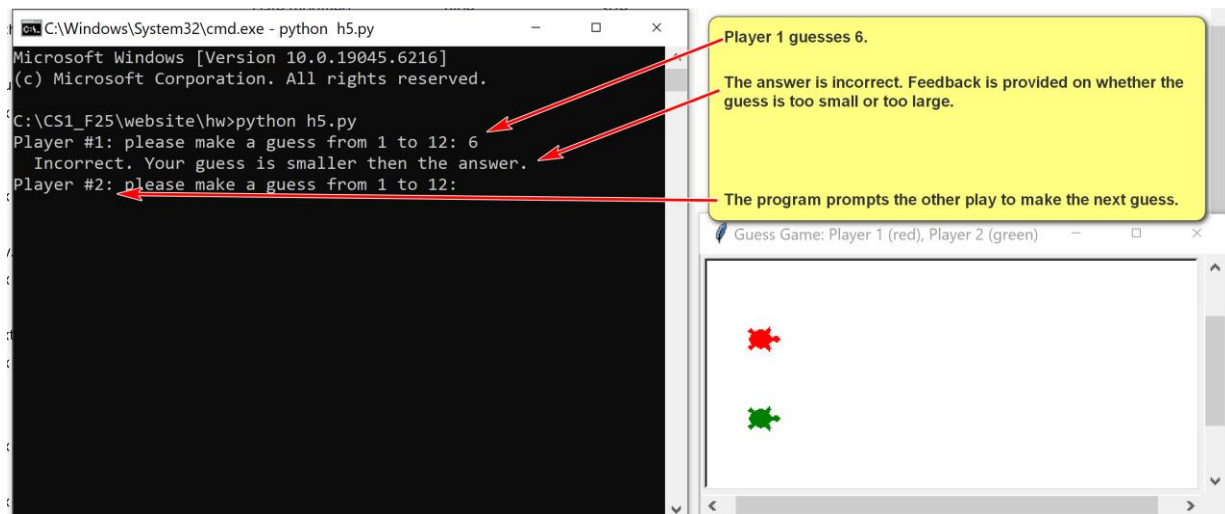 C:\Windows\System32\cmd.exe - python h5.py
Microsoft Windows [Version 10.0.19045.6216]
(c) Microsoft Corporation. All rights reserved.
C:\CS1_F25\website\hw>python h5.py
Player #1: please make a guess from 1 to 12: 6
Incorrect. Your guess is smaller then the answer.
Player #2: please make a guess from 1 to 12:
Player 1 guesses 6.
The answer is incorrect. Feedback is provided on whether the
guess is too small or too large.
The program prompts the other play to make the next guess.
Guess Game: Player 1 (red), Player 2 (green)